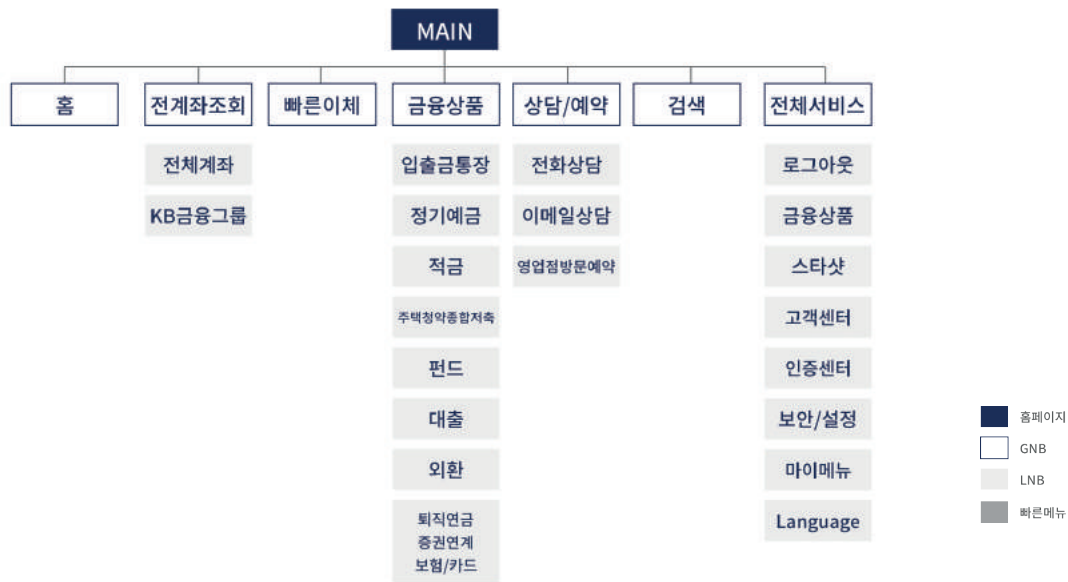 MAIN
홈
전계좌조회
빠른이체
금융상품
상담/예약
검색
전체서비스
전체계좌
KB금융그룹
입출금통장
정기예금
적금
주택청약종합저축
펀드
대출
외환
퇴직연금
증권연계
보험/카드
전화상담
이메일상담
영업점방문예약
로그아웃
금융상품
스타샷
고객센터
인증센터
보안/설정
마이메뉴
Language
홈페이지
GNB
LNB
빠른메뉴